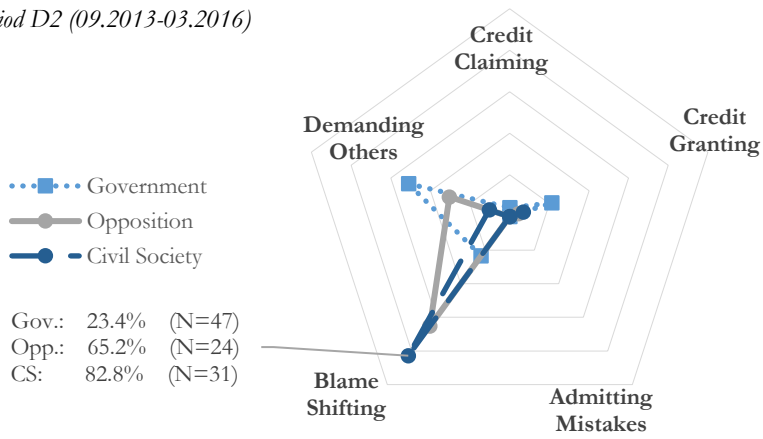 iod D2 (09.2013-03.2016)
Credit
Claiming
Credit
Granting
Demanding
Others
Government
Opposition
Civil Society
Gov.: 23.4% (N=47)
Opp.: 65.2% (N=24)
CS: 82.8% (N=31)
Blame
Shifting
Admitting
Mistakes